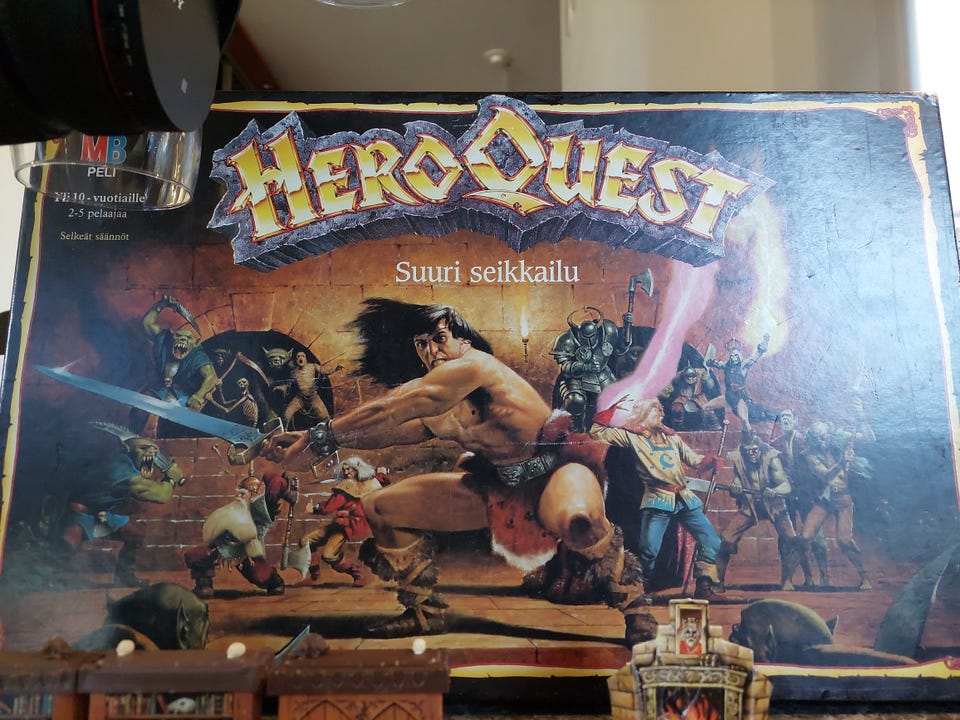 HEROQUEST
MB
PELI
YLI 10 - vuotiaille
2-5 pelaajaa
Selkeät säännöt
Suuri seikkailu